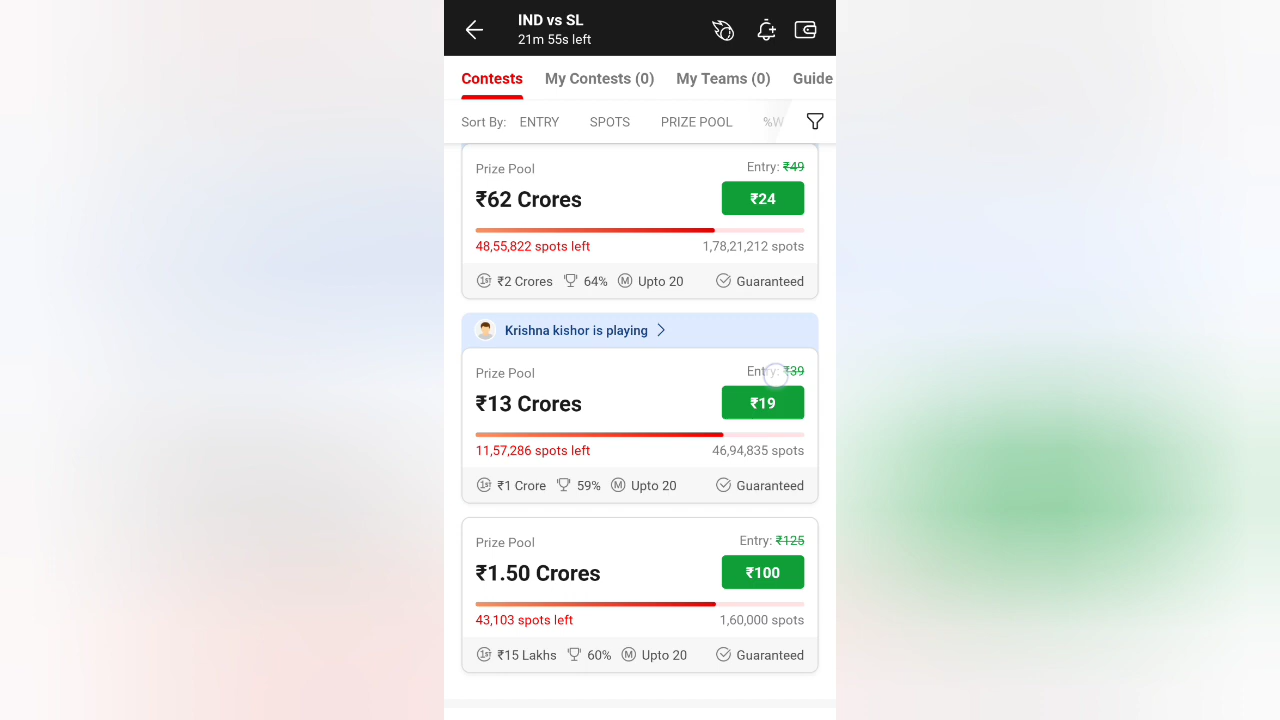 IND vs SL
21m 55s left
Contests My Contests (0) My Teams (0) Guide
Sort By: ENTRY SPOTS PRIZE POOL %W
Prize Pool Entry: ₹49
₹62 Crores ₹24
48,55,822 spots left 1,78,21,212 spots
1st ₹2 Crores 64% M Upto 20 Guaranteed
Krishna kishor is playing
Prize Pool Entry: ₹39
₹13 Crores ₹19
11,57,286 spots left 46,94,835 spots
1st ₹1 Crore 59% M Upto 20 Guaranteed
Prize Pool Entry: ₹125
₹1.50 Crores ₹100
43,103 spots left 1,60,000 spots
1st ₹15 Lakhs 60% M Upto 20 Guaranteed